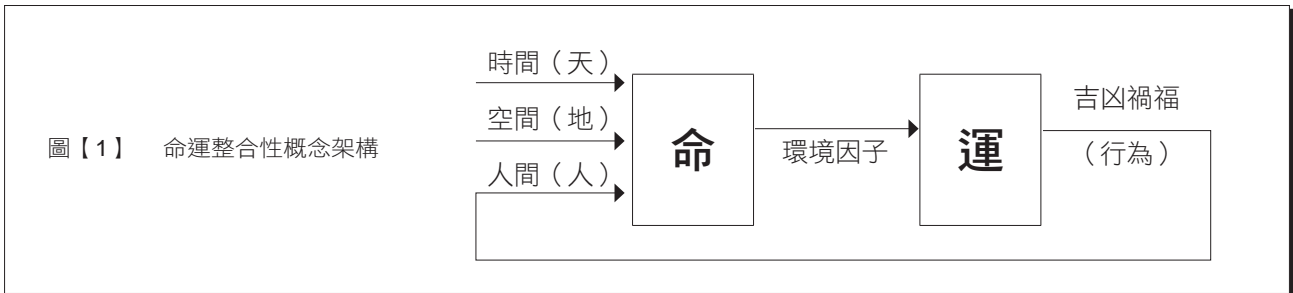 圖【1】 命運整合性概念架構
時間（天）
空間（地）
人間（人）
命
環境因子
運
吉凶禍福
（行為）